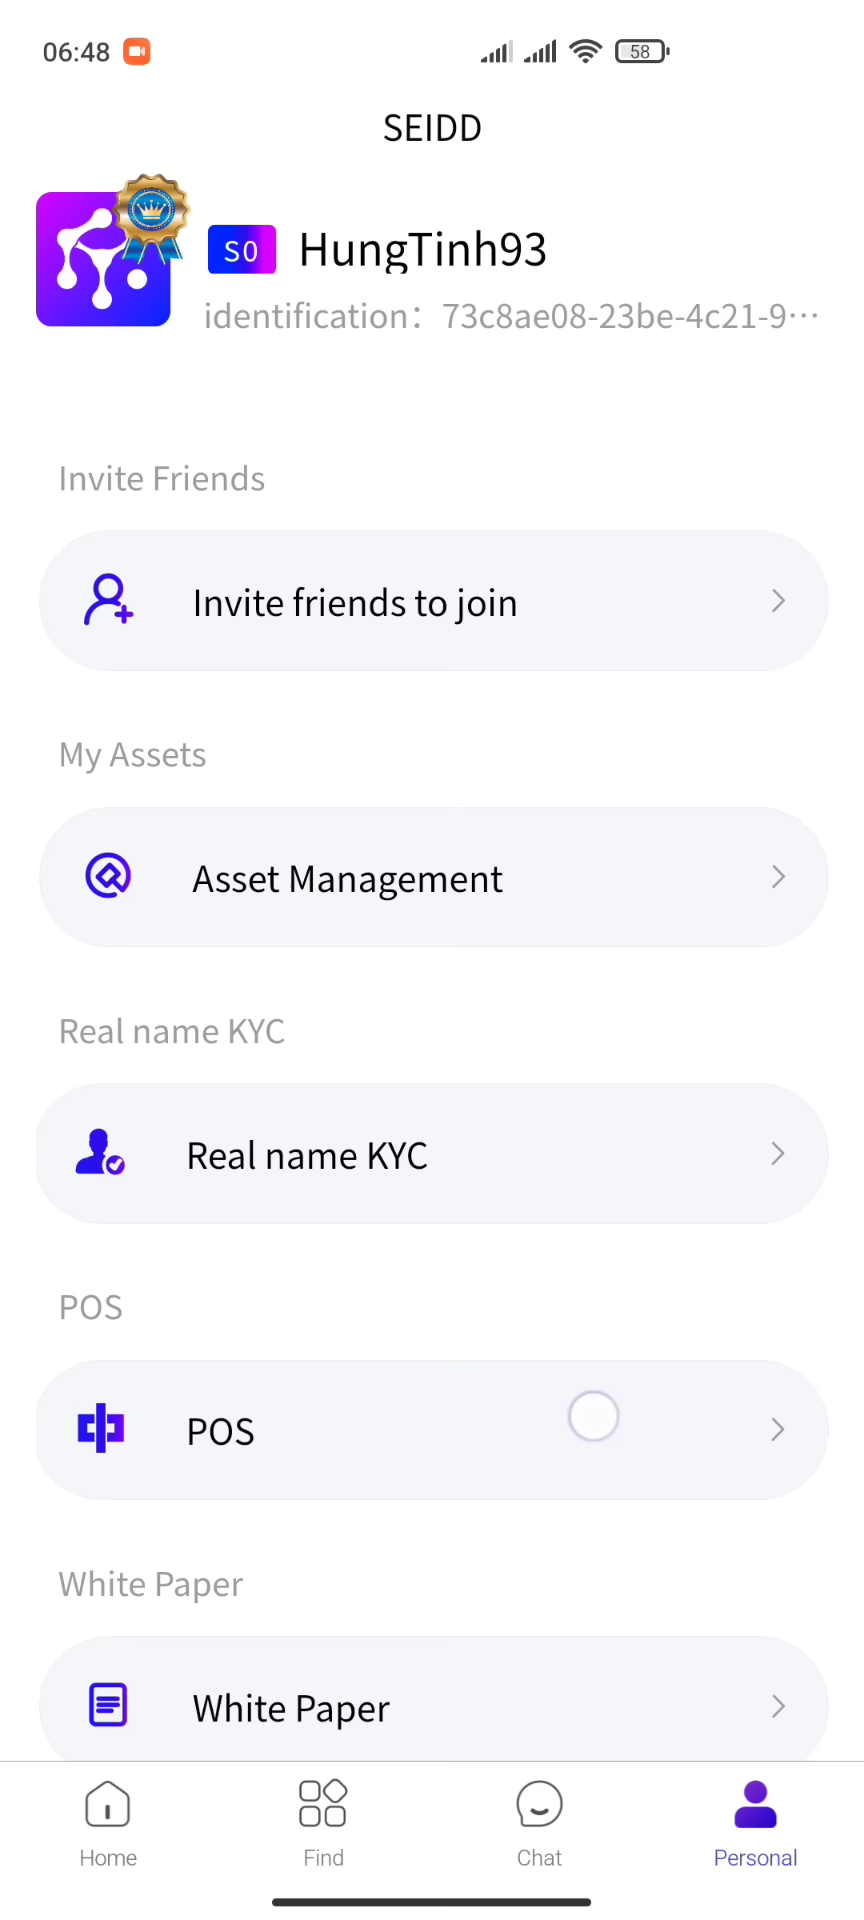 06:48
58
SEIDD
S0 HungTinh93
identification: 73c8ae08-23be-4c21-9···
Invite Friends
Invite friends to join
My Assets
Asset Management
Real name KYC
Real name KYC
POS
POS
White Paper
White Paper
Home
Find
Chat
Personal